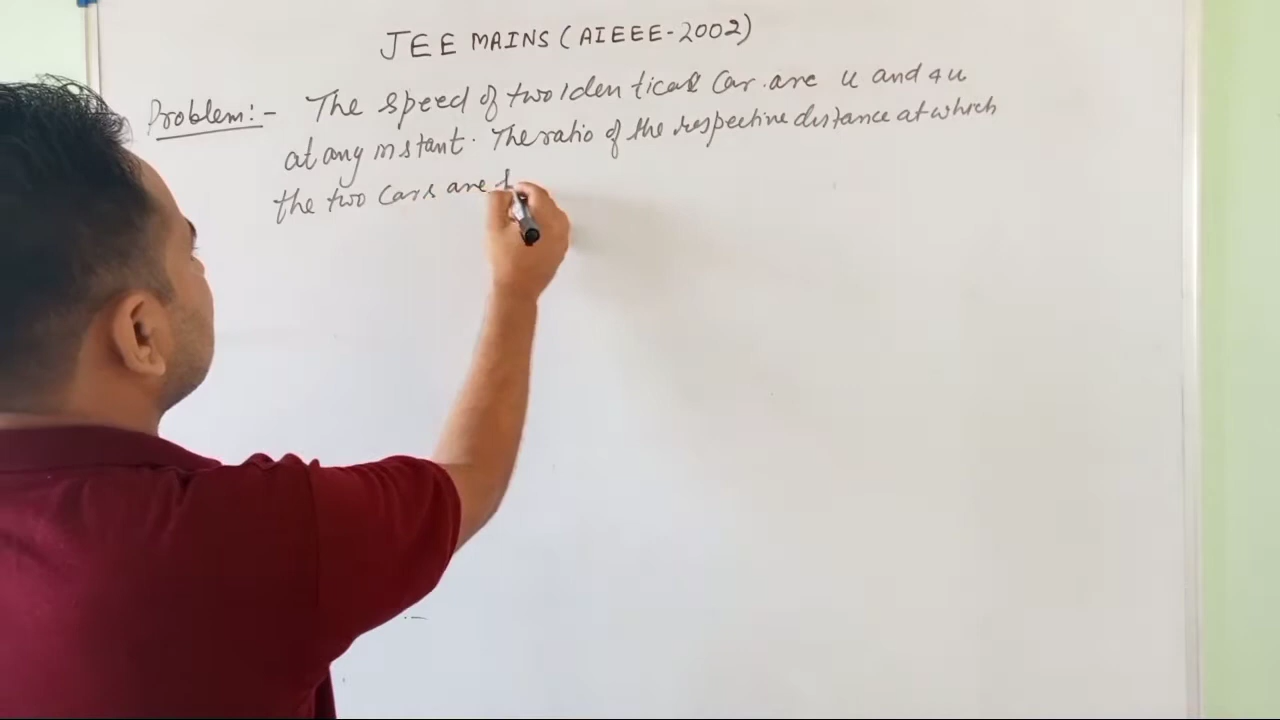 JEE MAINS (AIEEE-2002)
Problem:- The speed of two Identical Car. are u and 4u
at any instant. The ratio of the respective distance at which
the two cars are